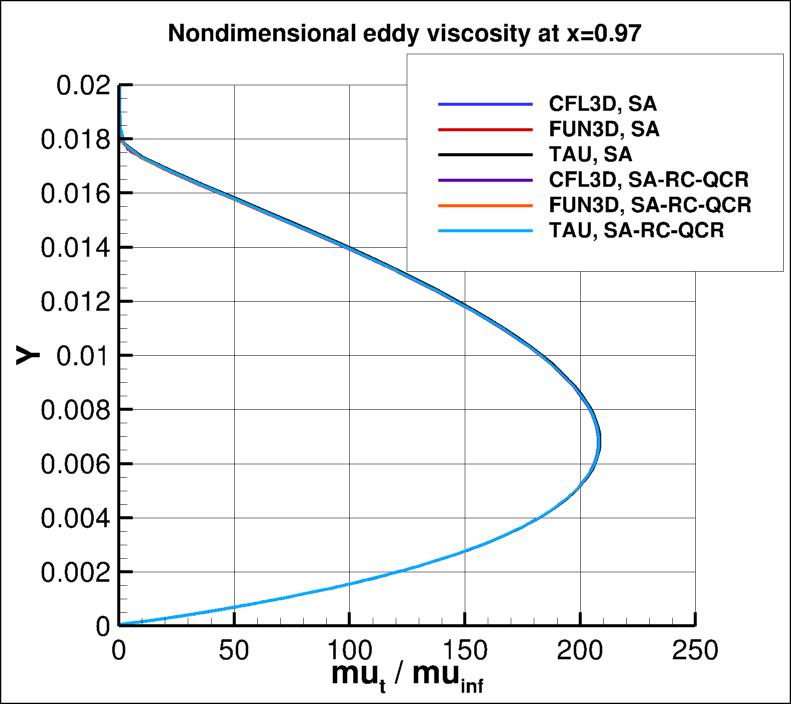 Nondimensional eddy viscosity at x=0.97
CFL3D, SA
FUN3D, SA
TAU, SA
CFL3D, SA-RC-QCR
FUN3D, SA-RC-QCR
TAU, SA-RC-QCR
0.02
0.018
0.016
0.014
0.012
0.01
0.008
0.006
0.004
0.002
0
Y
0 50 100 150 200 250
mu_t / mu_inf